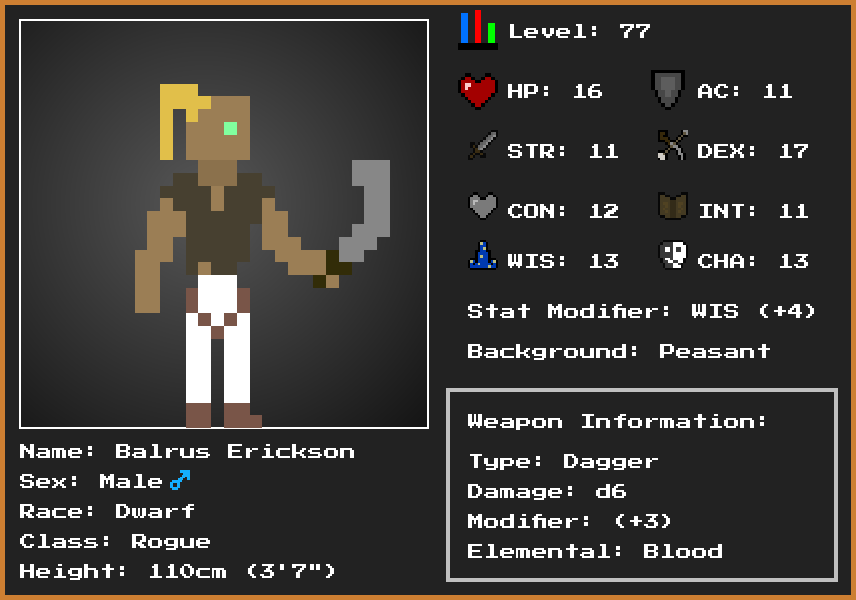 Level: 77
HP: 16
AC: 11
STR: 11
DEX: 17
CON: 12
INT: 11
WIS: 13
CHA: 13
Stat Modifier: WIS (+4)
Background: Peasant
Weapon Information:
Type: Dagger
Damage: d6
Modifier: (+3)
Elemental: Blood
Name: Balrus Erickson
Sex: Male♂
Race: Dwarf
Class: Rogue
Height: 110cm (3'7")